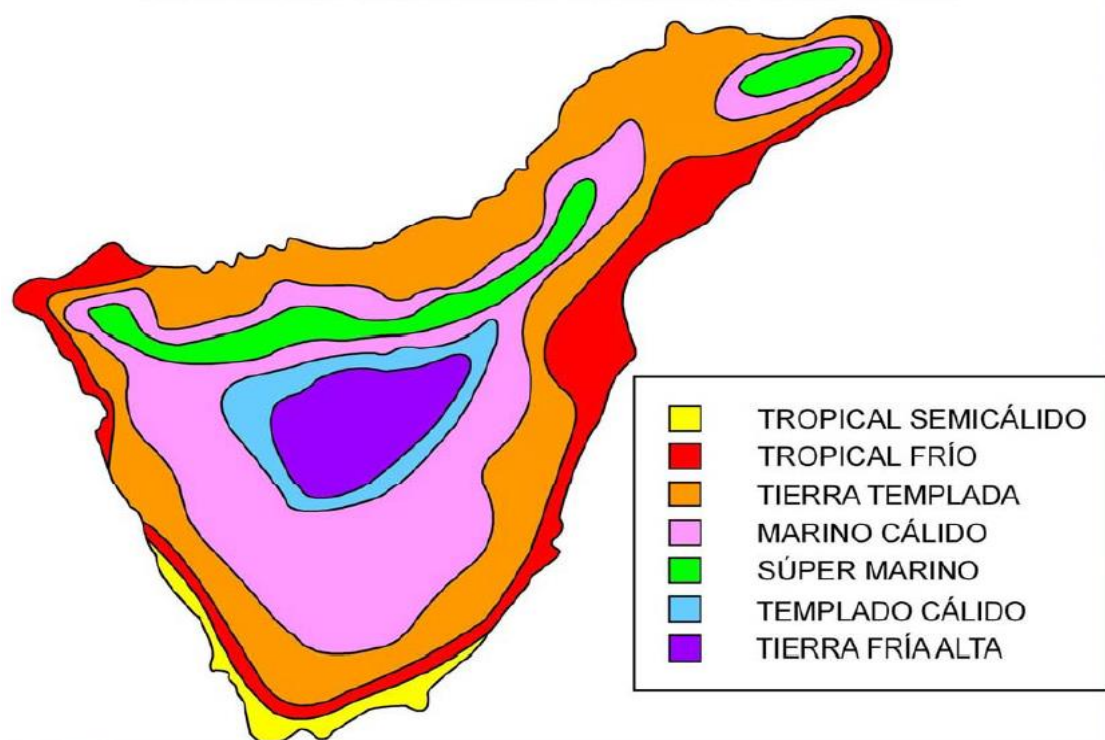 TROPICAL SEMICÁLIDO
TROPICAL FRÍO
TIERRA TEMPLADA
MARINO CÁLIDO
SÚPER MARINO
TEMPLADO CÁLIDO
TIERRA FRÍA ALTA